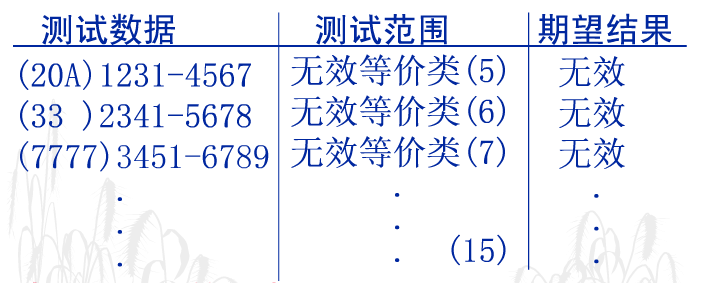 测试数据 测试范围 期望结果
(20A)1231-4567 无效等价类(5) 无效
(33 )2341-5678 无效等价类(6) 无效
(7777)3451-6789 无效等价类(7) 无效
. . .
. . .
. . (15) .